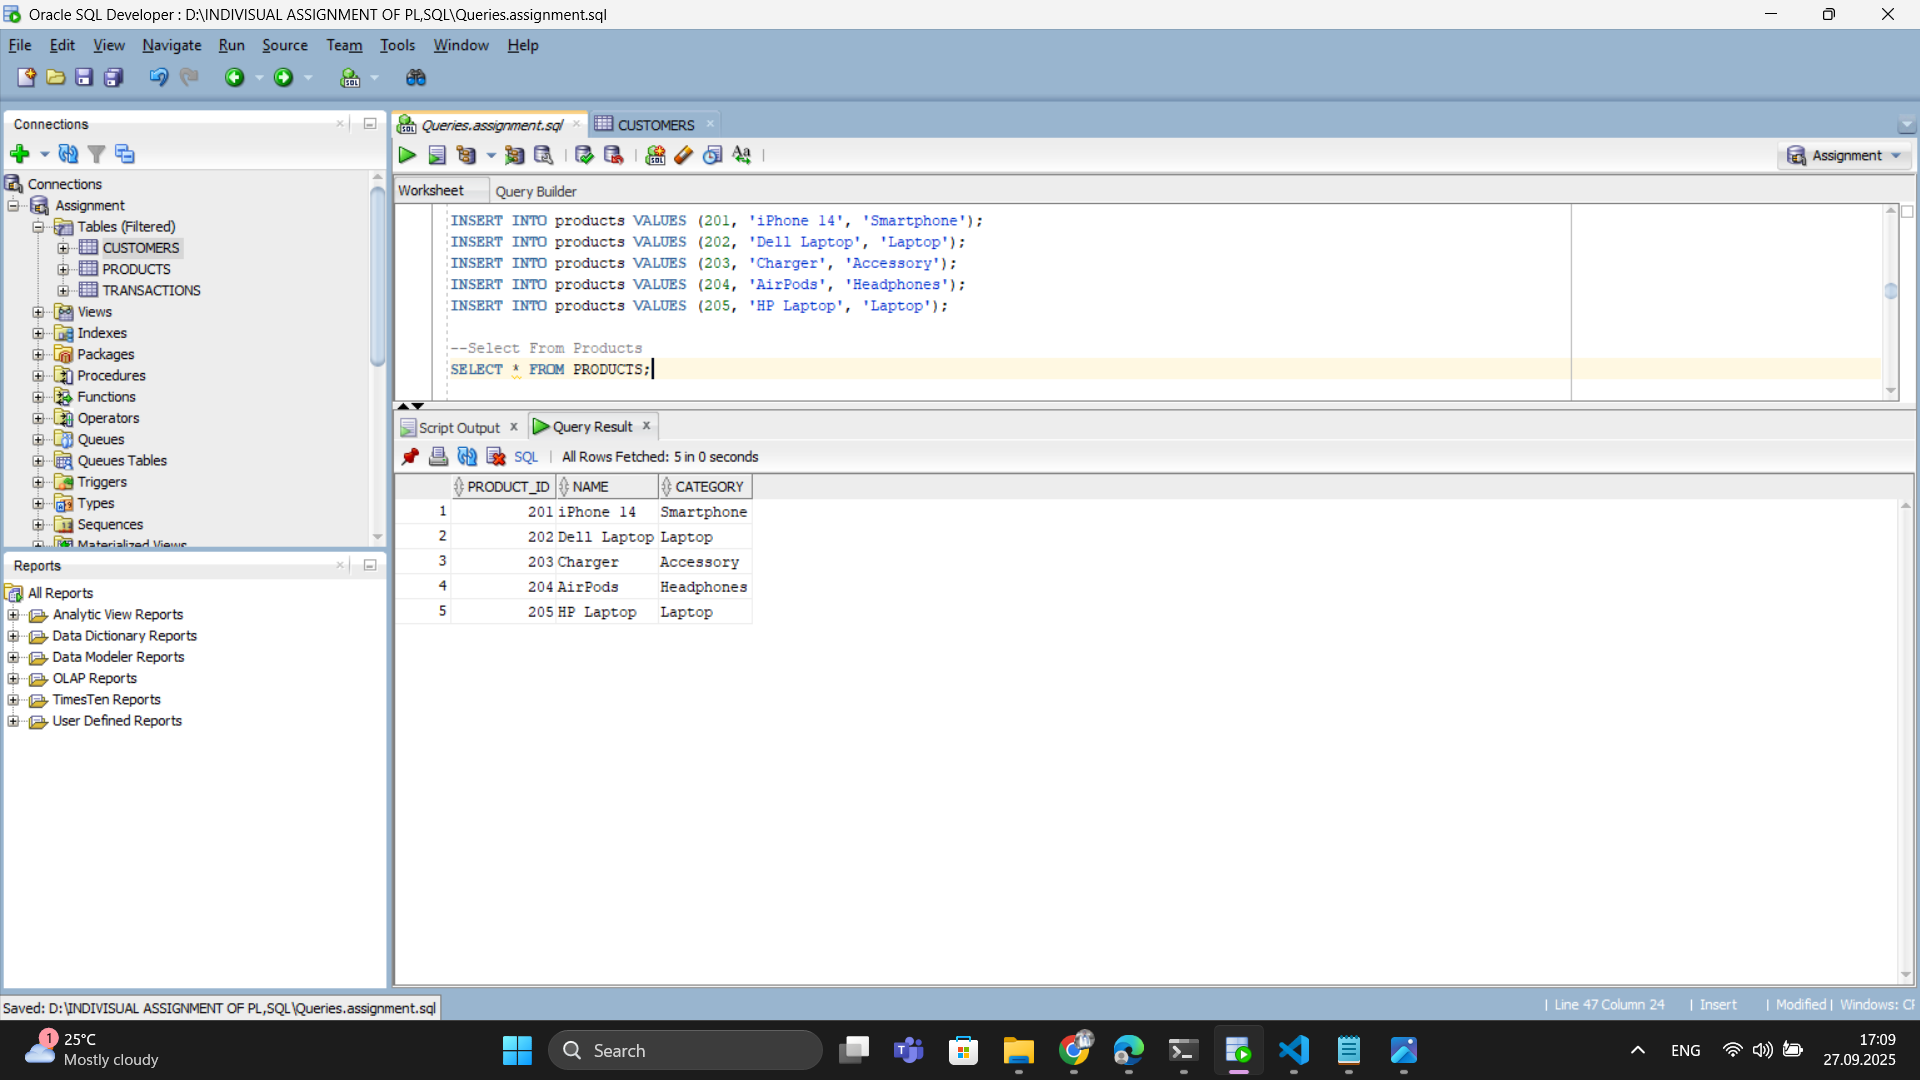 Oracle SQL Developer : D:\INDIVISUAL ASSIGNMENT OF PL,SQL\Queries.assignment.sql
File Edit View Navigate Run Source Team Tools Window Help
Connections
Connections
Assignment
Tables (Filtered)
CUSTOMERS
PRODUCTS
TRANSACTIONS
Views
Indexes
Packages
Procedures
Functions
Operators
Queues
Queues Tables
Triggers
Types
Sequences
Materialized Views
Reports
All Reports
Analytic View Reports
Data Dictionary Reports
Data Modeler Reports
OLAP Reports
TimesTen Reports
User Defined Reports
Queries.assignment.sql CUSTOMERS
Assignment
Worksheet Query Builder
INSERT INTO products VALUES (201, 'iPhone 14', 'Smartphone');
INSERT INTO products VALUES (202, 'Dell Laptop', 'Laptop');
INSERT INTO products VALUES (203, 'Charger', 'Accessory');
INSERT INTO products VALUES (204, 'AirPods', 'Headphones');
INSERT INTO products VALUES (205, 'HP Laptop', 'Laptop');
--Select From Products
SELECT * FROM PRODUCTS;
Script Output x Query Result x
SQL | All Rows Fetched: 5 in 0 seconds
PRODUCT_ID NAME CATEGORY
1 201 iPhone 14 Smartphone
2 202 Dell Laptop Laptop
3 203 Charger Accessory
4 204 AirPods Headphones
5 205 HP Laptop Laptop
Saved: D:\INDIVISUAL ASSIGNMENT OF PL,SQL\Queries.assignment.sql
| Line 47 Column 24 | Insert | Modified | Windows: CF
1 25°C
Mostly cloudy
Search
ENG
17:09
27.09.2025